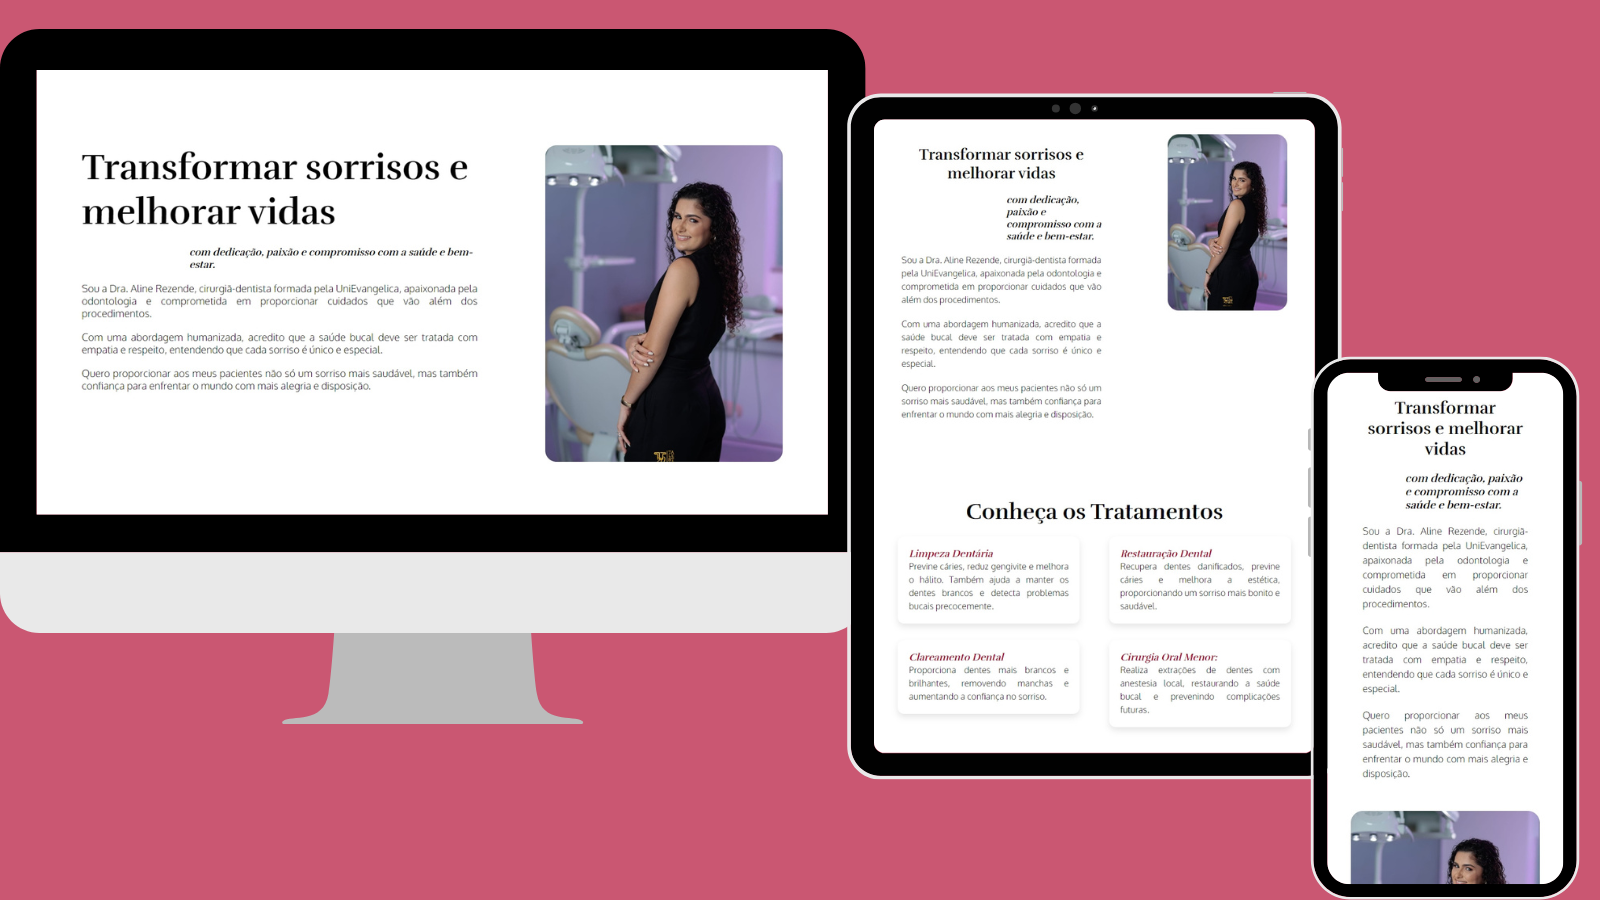 Transformar sorrisos e
melhorar vidas
com dedicação, paixão e compromisso com a saúde e bem-
estar.
Sou a Dra. Aline Rezende, cirurgiã-dentista formada pela UniEvangelica, apaixonada pela
odontologia e comprometida em proporcionar cuidados que vão além dos
procedimentos.
Com uma abordagem humanizada, acredito que a saúde bucal deve ser tratada com
empatia e respeito, entendendo que cada sorriso é único e especial.
Quero proporcionar aos meus pacientes não só um sorriso mais saudável, mas também
confiança para enfrentar o mundo com mais alegria e disposição.
Transformar sorrisos e
melhorar vidas
com dedicação,
paixão e
compromisso com a
saúde e bem-estar.
Sou a Dra. Aline Rezende, cirurgiã-dentista formada
pela UniEvangelica, apaixonada pela odontologia e
comprometida em proporcionar cuidados que vão
além dos procedimentos.
Com uma abordagem humanizada, acredito que a
saúde bucal deve ser tratada com empatia e
respeito, entendendo que cada sorriso é único e
especial.
Quero proporcionar aos meus pacientes não só um
sorriso mais saudável, mas também confiança para
enfrentar o mundo com mais alegria e disposição.
Conheça os Tratamentos
Limpeza Dentária
Previne cáries, reduz gengivite e melhora
o hálito. Também ajuda a manter os
dentes brancos e detecta problemas
bucais precocemente.
Restauração Dental
Recupera dentes danificados, previne
cáries e melhora a estética,
proporcionando um sorriso mais bonito e
saudável.
Clareamento Dental
Proporciona dentes mais brancos e
brilhantes, removendo manchas e
aumentando a confiança no sorriso.
Cirurgia Oral Menor:
Realiza extrações de dentes com
anestesia local, restaurando a saúde
bucal e prevenindo complicações
futuras.
Transformar
sorrisos e melhorar
vidas
com dedicação, paixão
e compromisso com a
saúde e bem-estar.
Sou a Dra. Aline Rezende, cirurgiã-
dentista formada pela UniEvangelica,
apaixonada pela odontologia e
comprometida em proporcionar
cuidados que vão além dos
procedimentos.
Com uma abordagem humanizada,
acredito que a saúde bucal deve ser
tratada com empatia e respeito,
entendendo que cada sorriso é único e
especial.
Quero proporcionar aos meus
pacientes não só um sorriso mais
saudável, mas também confiança para
enfrentar o mundo com mais alegria e
disposição.